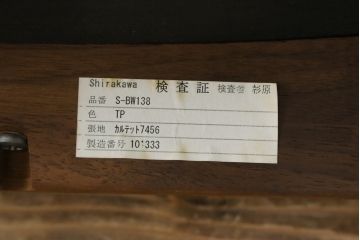 Shirakawa 検査証 検査者 杉原
品番 S-BW138
色 TP
張地 ｶﾙﾃｯﾄ7456
製造番号 10'333